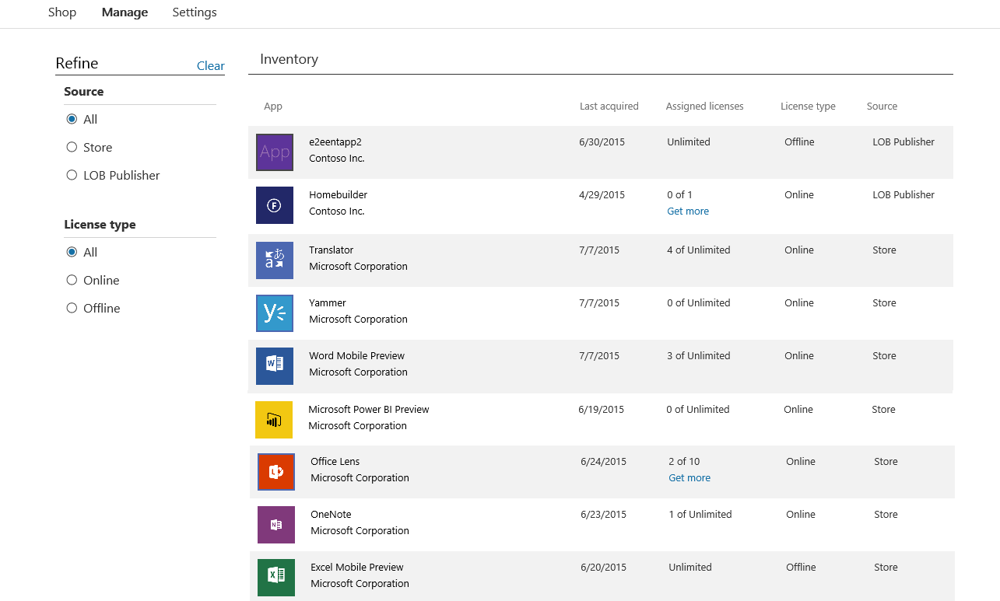 Shop Manage Settings
Refine Clear
Source
All
Store
LOB Publisher
License type
All
Online
Offline
Inventory
App Last acquired Assigned licenses License type Source
App e2eentapp2 6/30/2015 Unlimited Offline LOB Publisher
Contoso Inc.
Homebuilder 4/29/2015 0 of 1 Online LOB Publisher
F Contoso Inc. Get more
Translator 7/7/2015 4 of Unlimited Online Store
あ a Microsoft Corporation
Yammer 7/7/2015 0 of Unlimited Online Store
y Microsoft Corporation
Word Mobile Preview 7/7/2015 3 of Unlimited Online Store
W Microsoft Corporation
Microsoft Power BI Preview 6/19/2015 0 of Unlimited Online Store
Microsoft Corporation
Office Lens 6/24/2015 2 of 10 Online Store
L Microsoft Corporation Get more
OneNote 6/23/2015 1 of Unlimited Online Store
N Microsoft Corporation
Excel Mobile Preview 6/20/2015 Unlimited Offline Store
X Microsoft Corporation